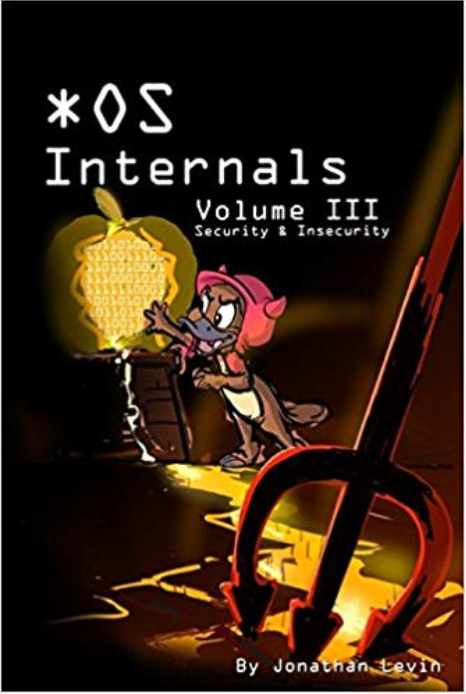 *OS
Internals
Volume III
Security & Insecurity
By Jonathan Levin